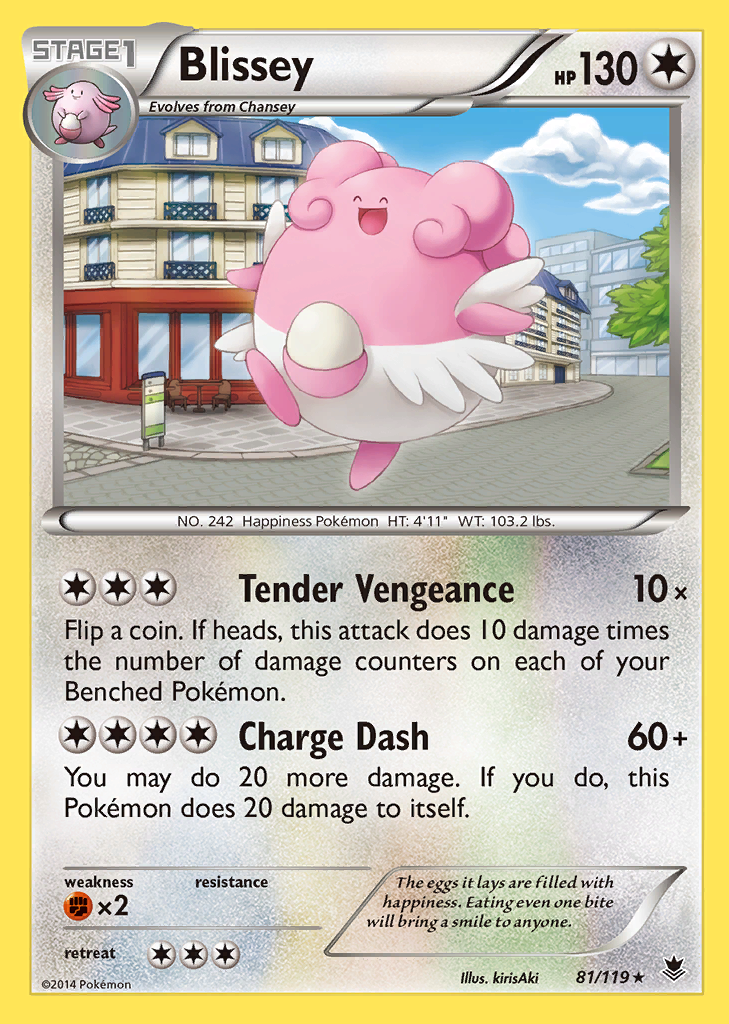 STAGE1
Blissey
HP130
Evolves from Chansey
NO. 242 Happiness Pokémon HT: 4'11" WT: 103.2 lbs.
Tender Vengeance 10×
Flip a coin. If heads, this attack does 10 damage times
the number of damage counters on each of your
Benched Pokémon.
Charge Dash 60+
You may do 20 more damage. If you do, this
Pokémon does 20 damage to itself.
weakness resistance
×2
retreat
The eggs it lays are filled with
happiness. Eating even one bite
will bring a smile to anyone.
©2014 Pokémon
Illus. kirisAki 81/119★